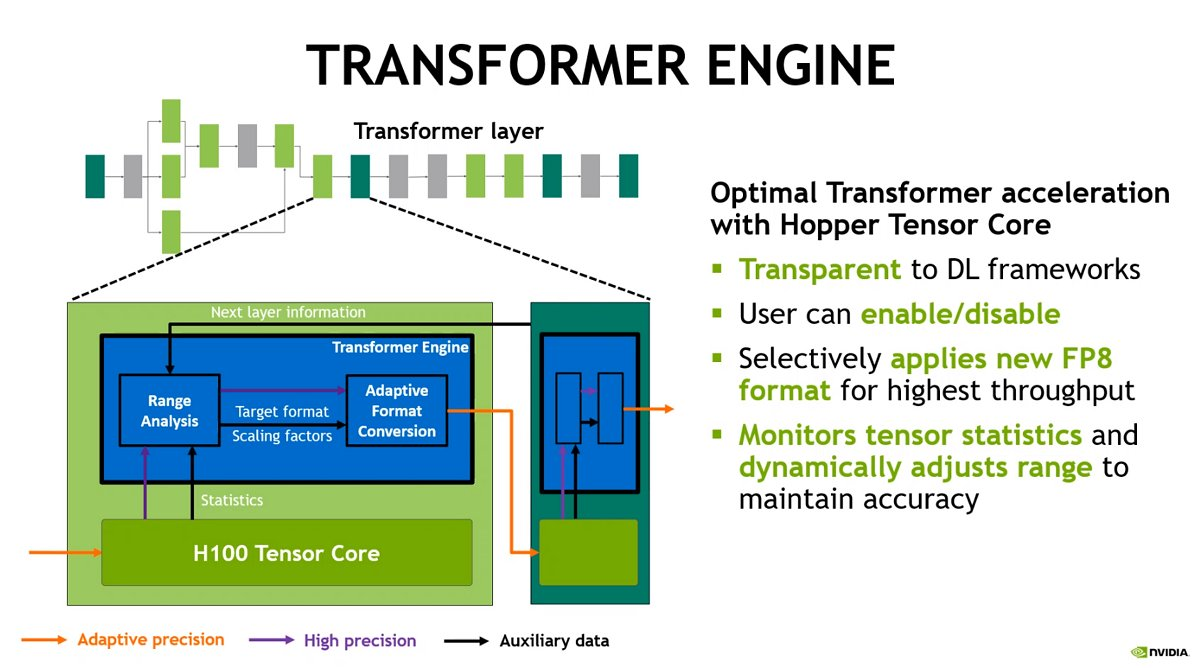 TRANSFORMER ENGINE
Transformer layer
Next layer information
Transformer Engine
Range
Analysis
Target format
Scaling factors
Adaptive
Format
Conversion
Statistics
H100 Tensor Core
Adaptive precision
High precision
Auxiliary data
Optimal Transformer acceleration
with Hopper Tensor Core
▪ Transparent to DL frameworks
▪ User can enable/disable
▪ Selectively applies new FP8
format for highest throughput
▪ Monitors tensor statistics and
dynamically adjusts range to
maintain accuracy
NVIDIA.